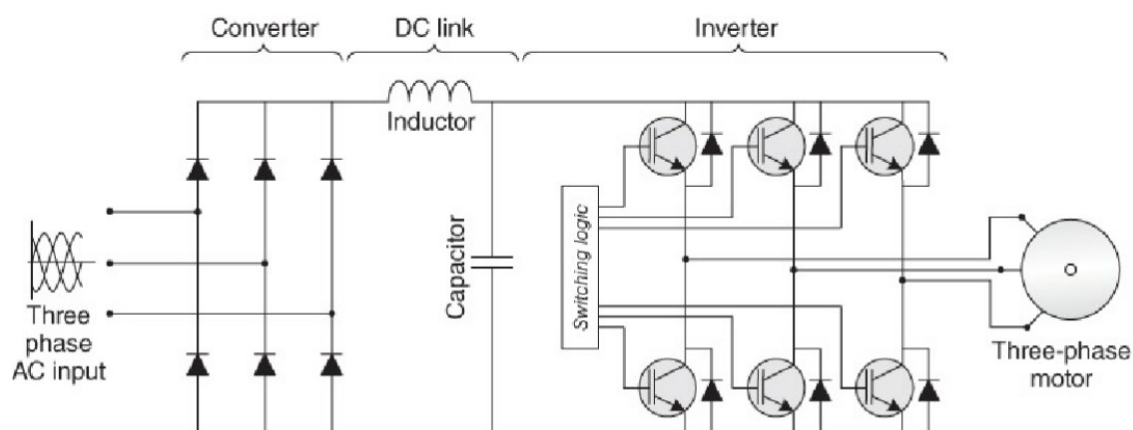 Converter
DC link
Inverter
Inductor
Capacitor
Switching logic
Three
phase
AC input
Three-phase
motor